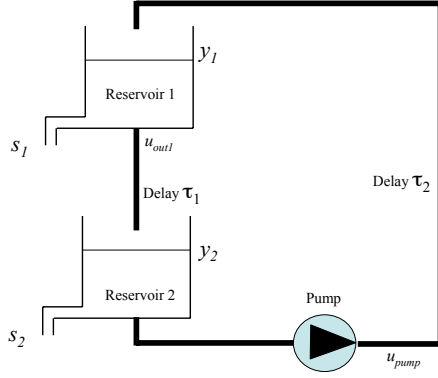 y1
Reservoir 1
s1
uout1
Delay τ1
Delay τ2
y2
Reservoir 2
s2
Pump
upump